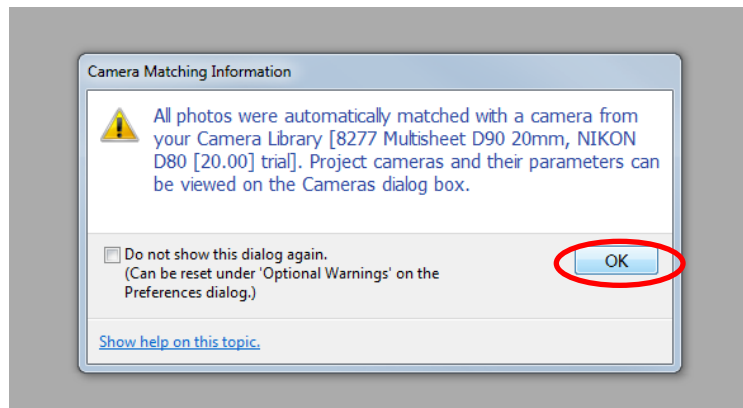 Camera Matching Information
All photos were automatically matched with a camera from
your Camera Library [8277 Multisheet D90 20mm, NIKON
D80 [20.00] trial]. Project cameras and their parameters can
be viewed on the Cameras dialog box.
Do not show this dialog again.
(Can be reset under 'Optional Warnings' on the
Preferences dialog.)
OK
Show help on this topic.